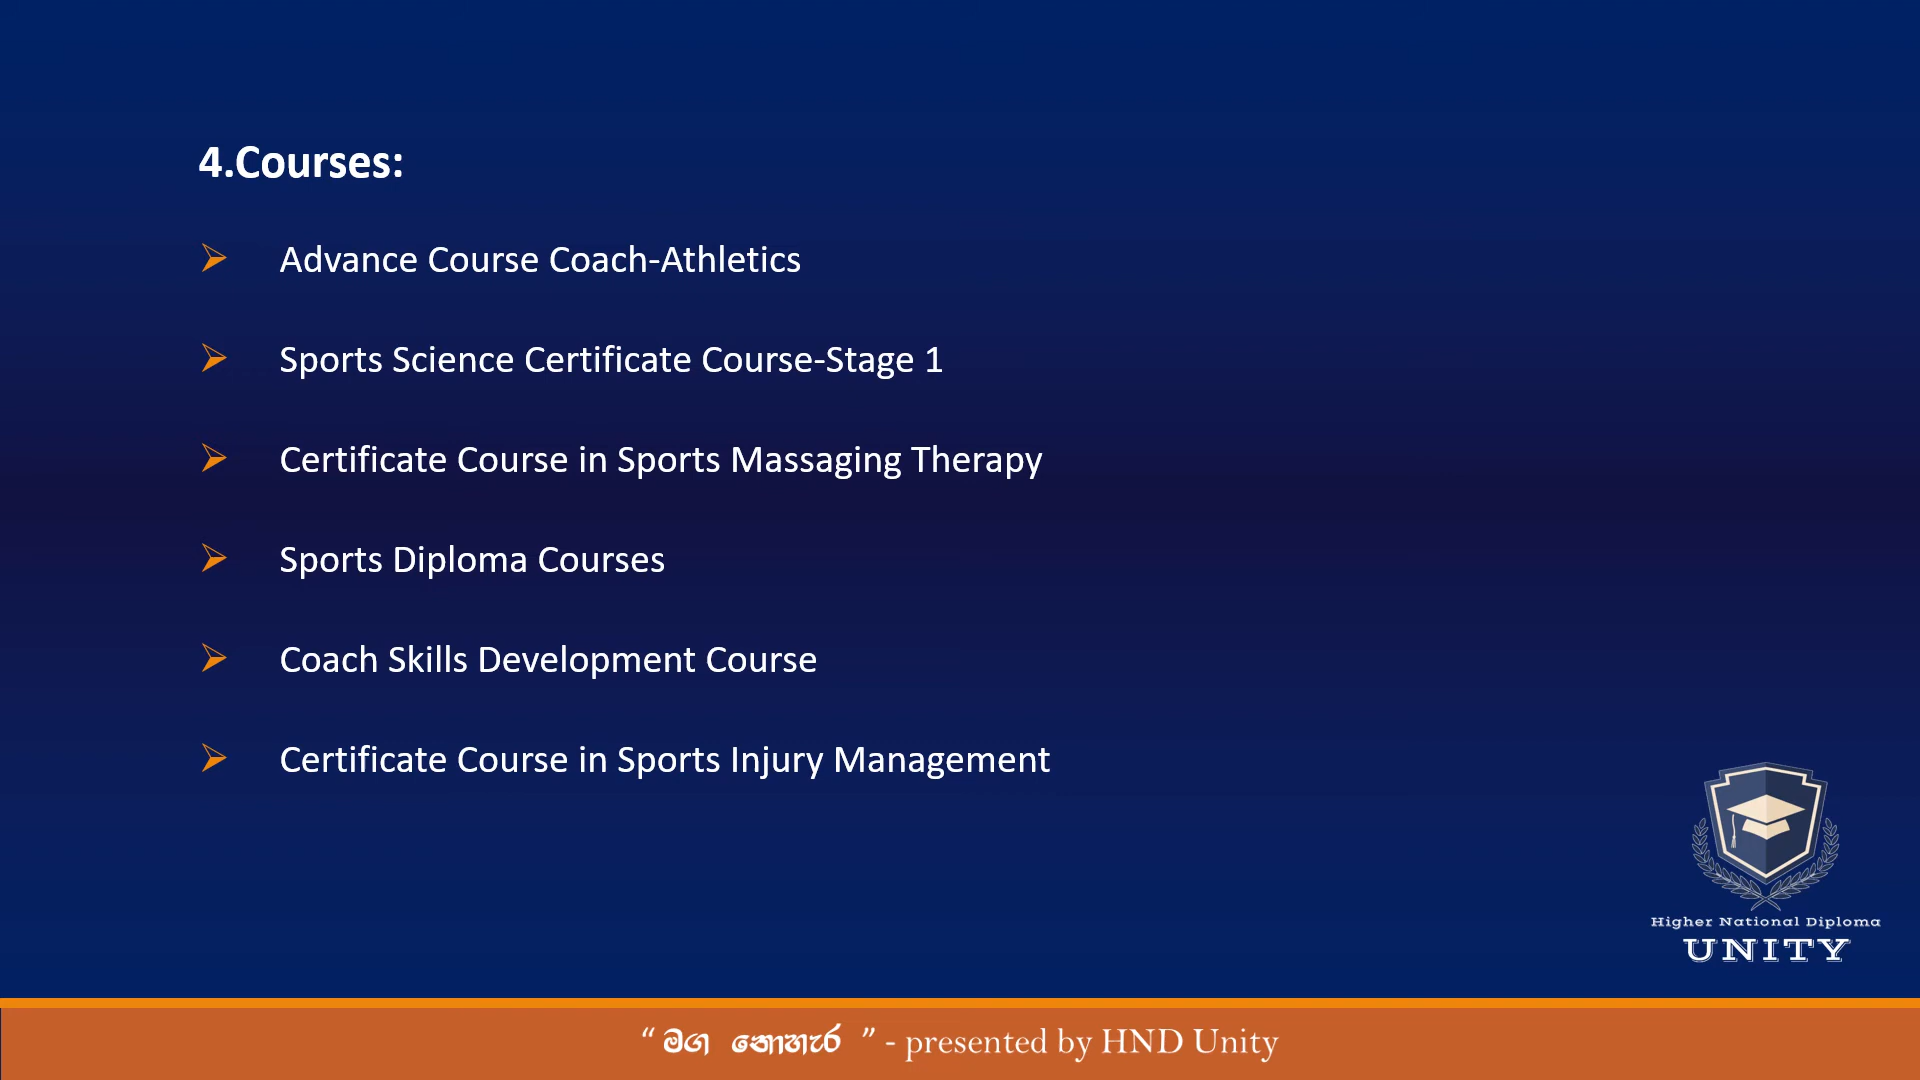 4.Courses:
Advance Course Coach-Athletics
Sports Science Certificate Course-Stage 1
Certificate Course in Sports Massaging Therapy
Sports Diploma Courses
Coach Skills Development Course
Certificate Course in Sports Injury Management
Higher National Diploma
UNITY
“ මග නොහැර ” - presented by HND Unity